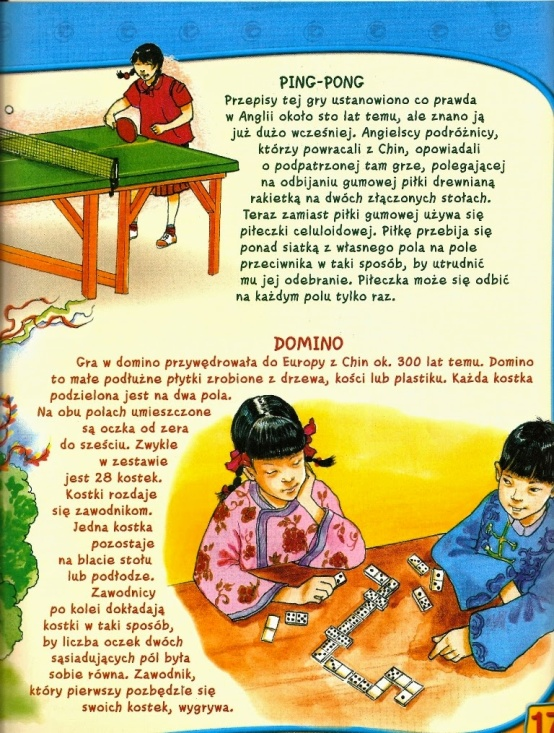 PING-PONG
Przepisy tej gry ustanowiono co prawda
w Anglii około sto lat temu, ale znano ją
już dużo wcześniej. Angielscy podróżnicy,
którzy powracali z Chin, opowiadali
o podpatrzonej tam grze, polegającej
na odbijaniu gumowej piłki drewnianą
rakietką na dwóch złączonych stołach.
Teraz zamiast piłki gumowej używa się
piłeczki celuloidowej. Piłkę przebija się
ponad siatką z własnego pola na pole
przeciwnika w taki sposób, by utrudnić
mu jej odebranie. Piłeczka może się odbić
na każdym polu tylko raz.
DOMINO
Gra w domino przywędrowała do Europy z Chin ok. 300 lat temu. Domino
to małe podłużne płytki zrobione z drzewa, kości lub plastiku. Każda kostka
podzielona jest na dwa pola.
Na obu polach umieszczone
są oczka od zera
do sześciu. Zwykle
w zestawie
jest 28 kostek.
Kostki rozdaje
się zawodnikom.
Jedna kostka
pozostaje
na blacie stołu
lub podłodze.
Zawodnicy
po kolei dokładają
kostki w taki sposób,
by liczba oczek dwóch
sąsiadujących pól była
sobie równa. Zawodnik,
który pierwszy pozbędzie się
swoich kostek, wygrywa.
17